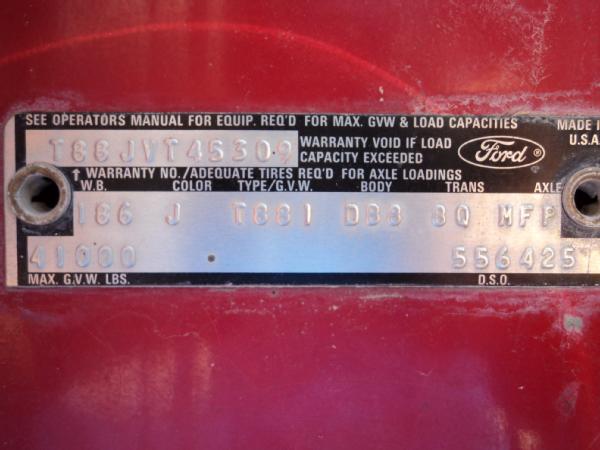 SEE OPERATORS MANUAL FOR EQUIP. REQ'D FOR MAX. GVW & LOAD CAPACITIES MADE IN
T88JVT45309 WARRANTY VOID IF LOAD Ford ® U.S.A.
CAPACITY EXCEEDED
↑ WARRANTY NO./ADEQUATE TIRES REQ'D FOR AXLE LOADINGS
W.B. COLOR TYPE/G.V.W. BODY TRANS AXLE
186 J T881 D88 8Q MFP
41000 556425
MAX. G.V.W. LBS. D.S.O.